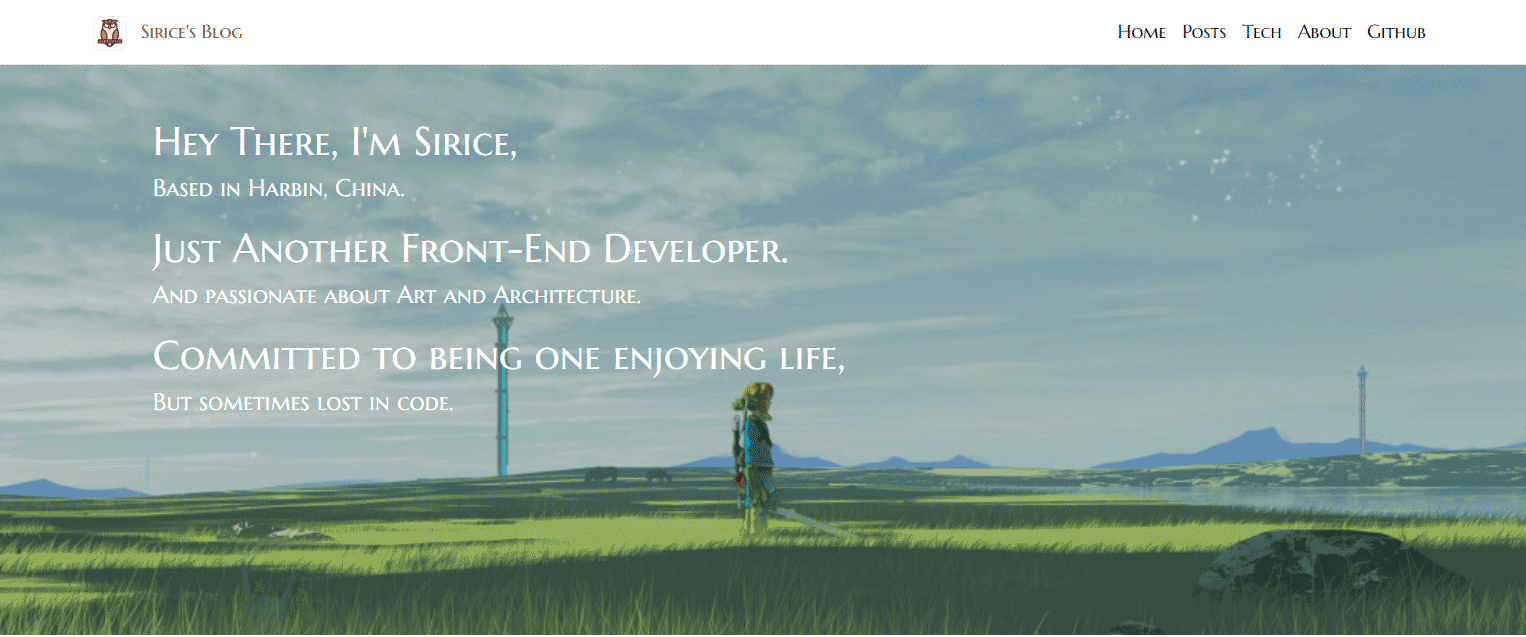 Sirice's Blog
Home Posts Tech About Github
Hey There, I'm Sirice,
Based in Harbin, China.
Just Another Front-End Developer.
And passionate about Art and Architecture.
Committed to being one enjoying life,
But sometimes lost in code.